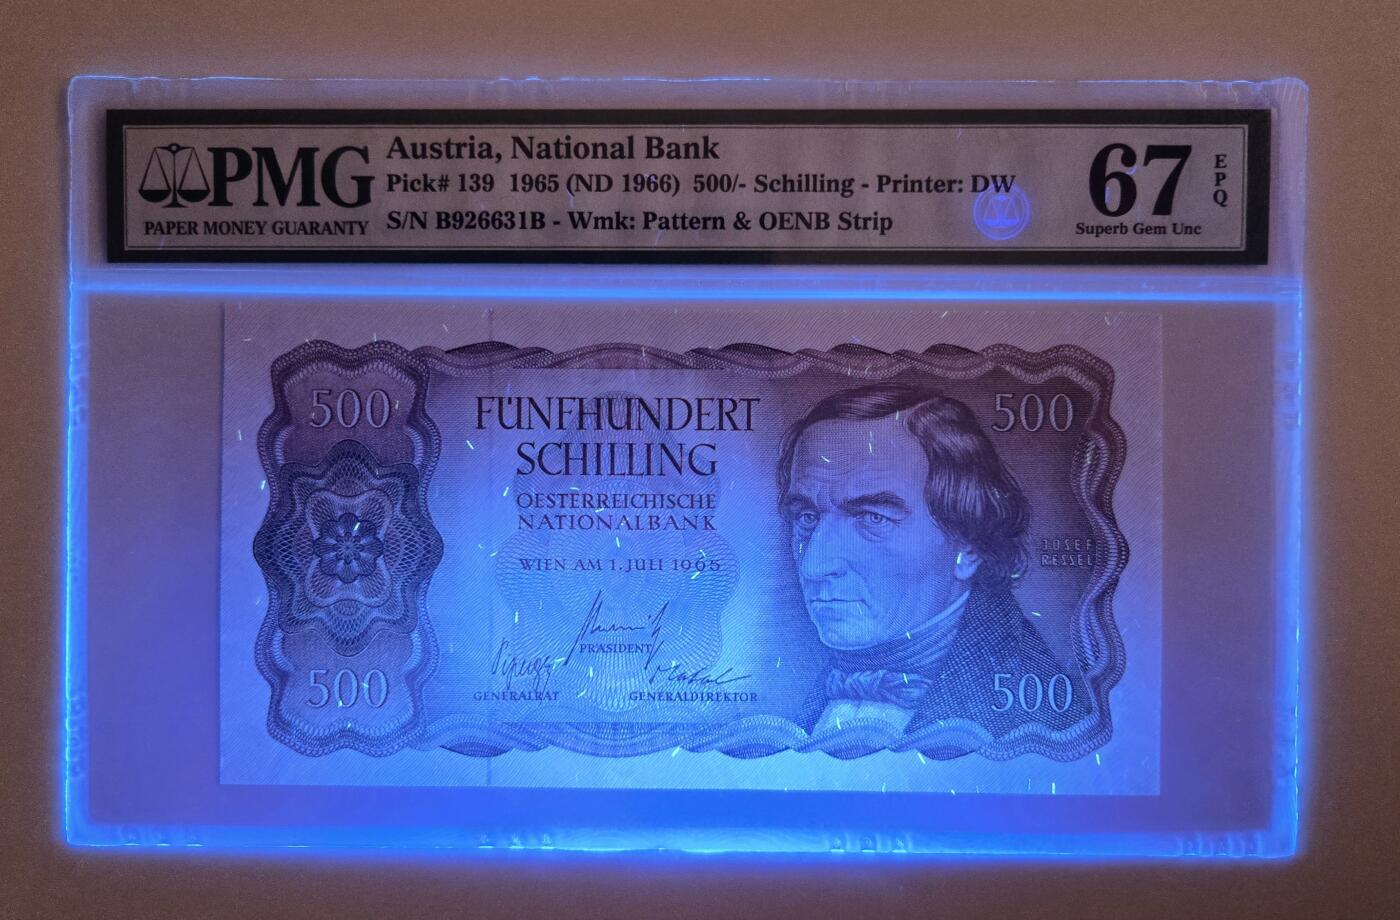 PMG
PAPER MONEY GUARANTY
Austria, National Bank
Pick# 139 1965 (ND 1966) 500/- Schilling - Printer: DW
S/N B926631B - Wmk: Pattern & OENB Strip
67
EPQ
Superb Gem Unc
500
FÜNFHUNDERT
SCHILLING
OESTERREICHISCHE
NATIONALBANK
WIEN AM 1. JULI 1965
PRÄSIDENT
GENERALRAT
GENERALDIREKTOR
500
500
JOSEF
RESSEL
500